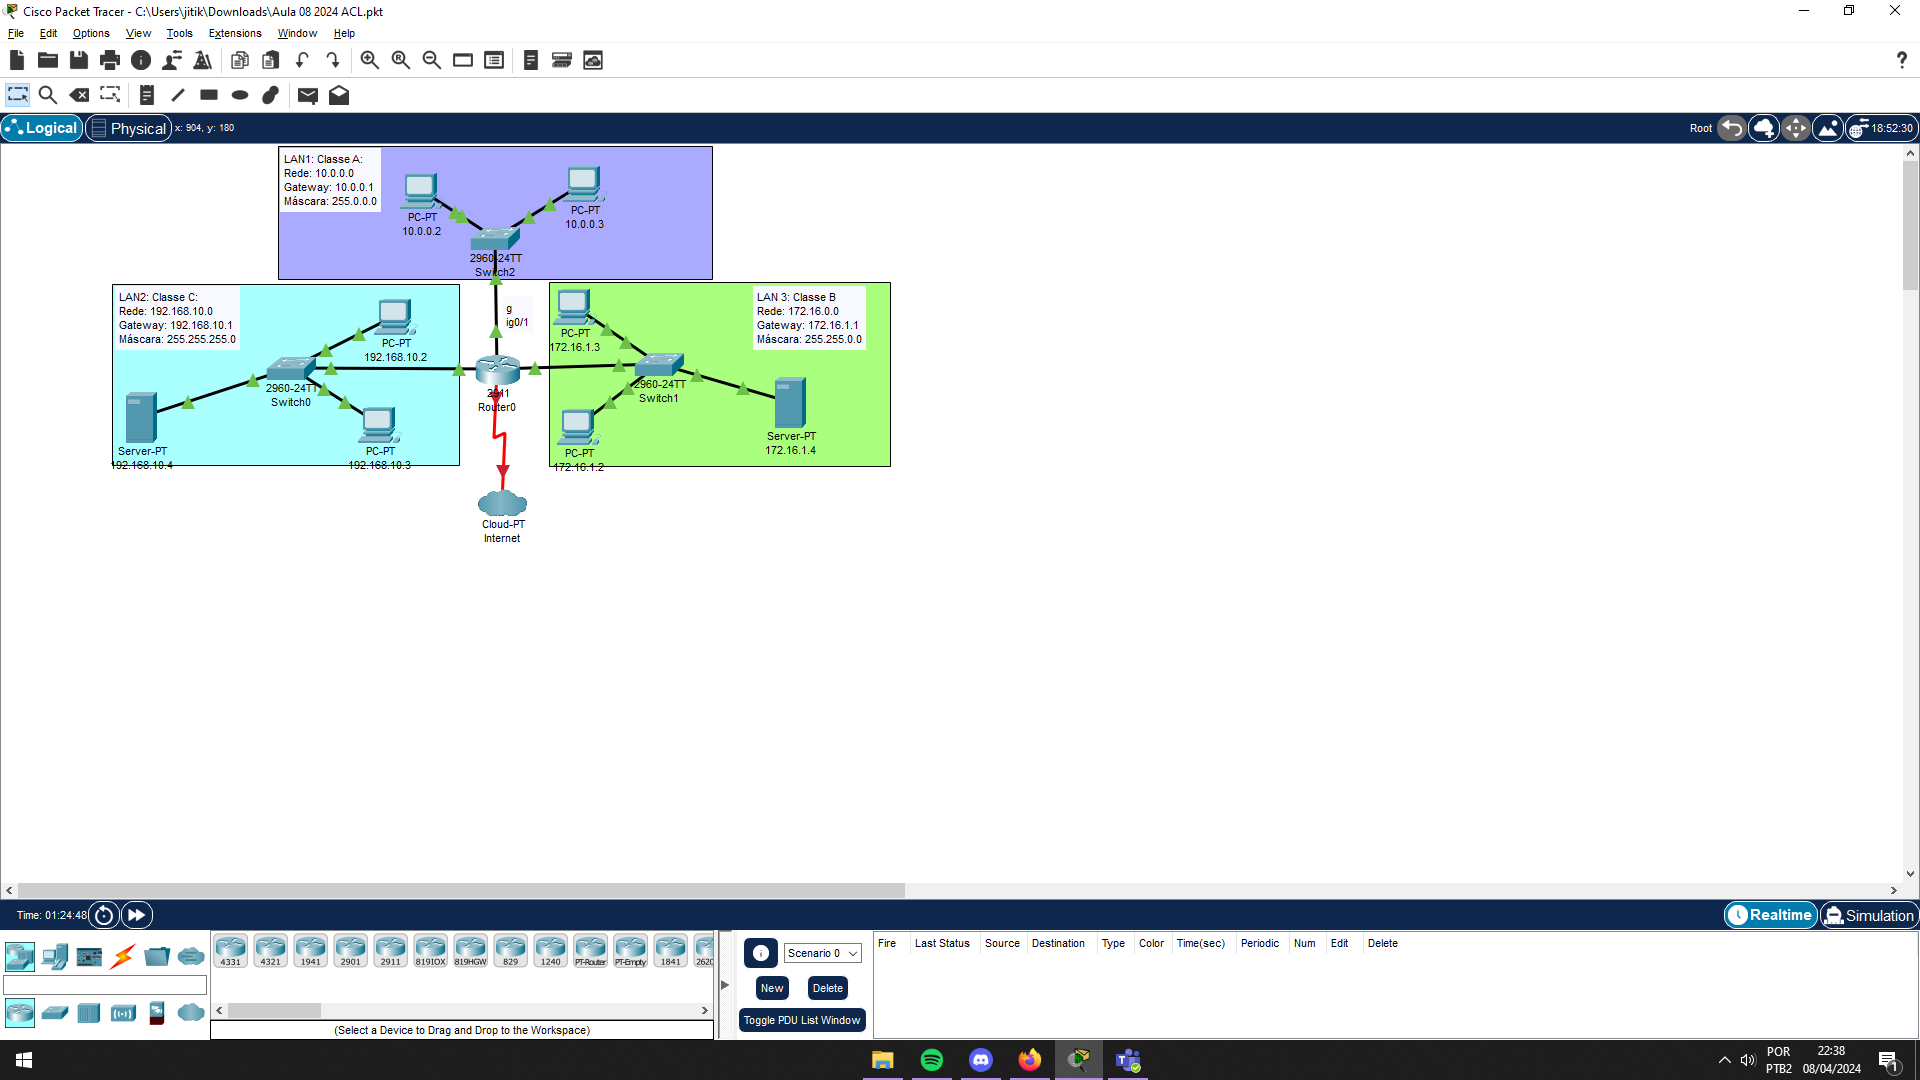 Cisco Packet Tracer - C:\Users\jitik\Downloads\Aula 08 2024 ACL.pkt
File Edit Options View Tools Extensions Window Help
Logical Physical x: 904, y: 180 Root 18:52:30
LAN1: Classe A:
Rede: 10.0.0.0
Gateway: 10.0.0.1
Máscara: 255.0.0.0
PC-PT
10.0.0.2
PC-PT
10.0.0.3
2960-24TT
Switch2
LAN2: Classe C:
Rede: 192.168.10.0
Gateway: 192.168.10.1
Máscara: 255.255.255.0
PC-PT
192.168.10.2
2960-24TT
Switch0
Server-PT
192.168.10.4
PC-PT
192.168.10.3
g
ig0/1
2911
Router0
LAN 3: Classe B
Rede: 172.16.0.0
Gateway: 172.16.1.1
Máscara: 255.255.0.0
PC-PT
172.16.1.3
2960-24TT
Switch1
PC-PT
172.16.1.2
Server-PT
172.16.1.4
Cloud-PT
Internet
Time: 01:24:48 Realtime Simulation
4331 4321 1941 2901 2911 819IOX 819HGW 829 1240 PT-Router PT-Empty 1841 2620
(Select a Device to Drag and Drop to the Workspace)
Scenario 0
New Delete
Toggle PDU List Window
Fire Last Status Source Destination Type Color Time(sec) Periodic Num Edit Delete
POR
PTB2
22:38
08/04/2024
1